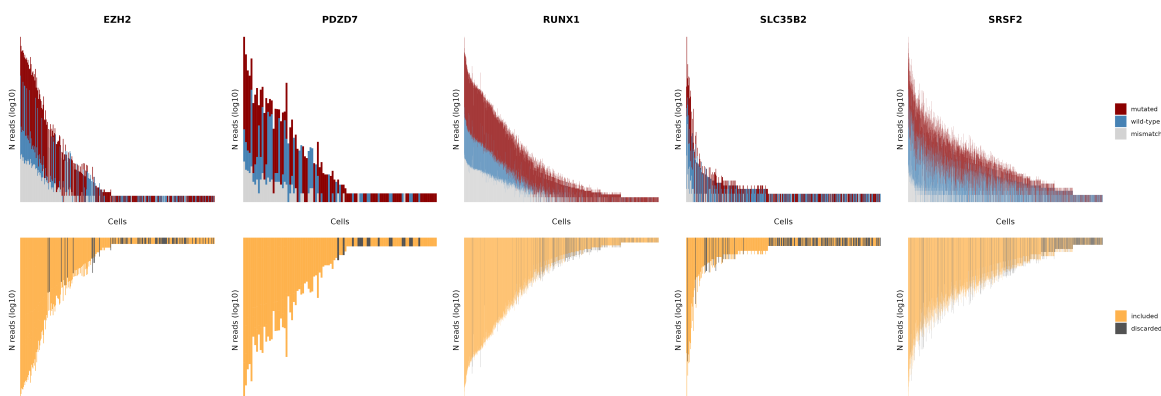 EZH2
PDZD7
RUNX1
SLC35B2
SRSF2
N reads (log10)
N reads (log10)
N reads (log10)
N reads (log10)
N reads (log10)
mutated
wild-type
mismatch
Cells
Cells
Cells
Cells
Cells
N reads (log10)
N reads (log10)
N reads (log10)
N reads (log10)
N reads (log10)
included
discarded